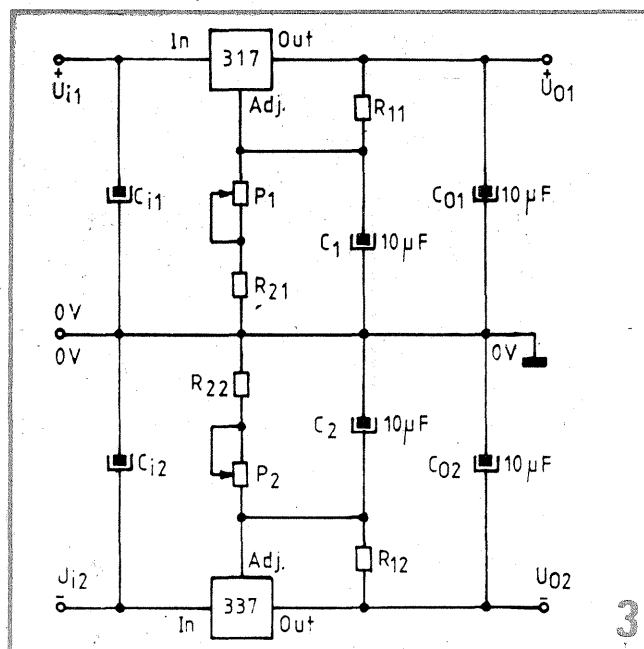 In 317 Out
+ Ui1 + UO1
Adj. R11
P1
Ci1 C1 10µF CO1 10µF
R21
0V
0V 0V
R22
C2 10µF
Ci2 P2 CO2 10µF
Adj. R12
Ui2 UO2
- 337 -
In Out
3